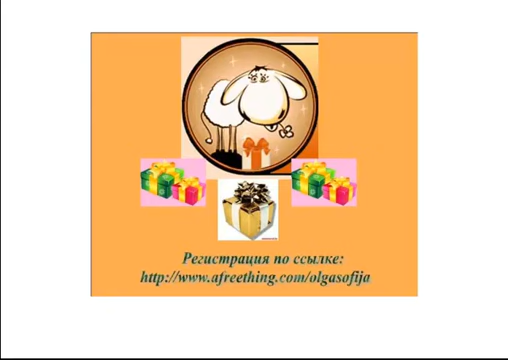 Регистрация по ссылке:
http://www.afreething.com/olgasofija